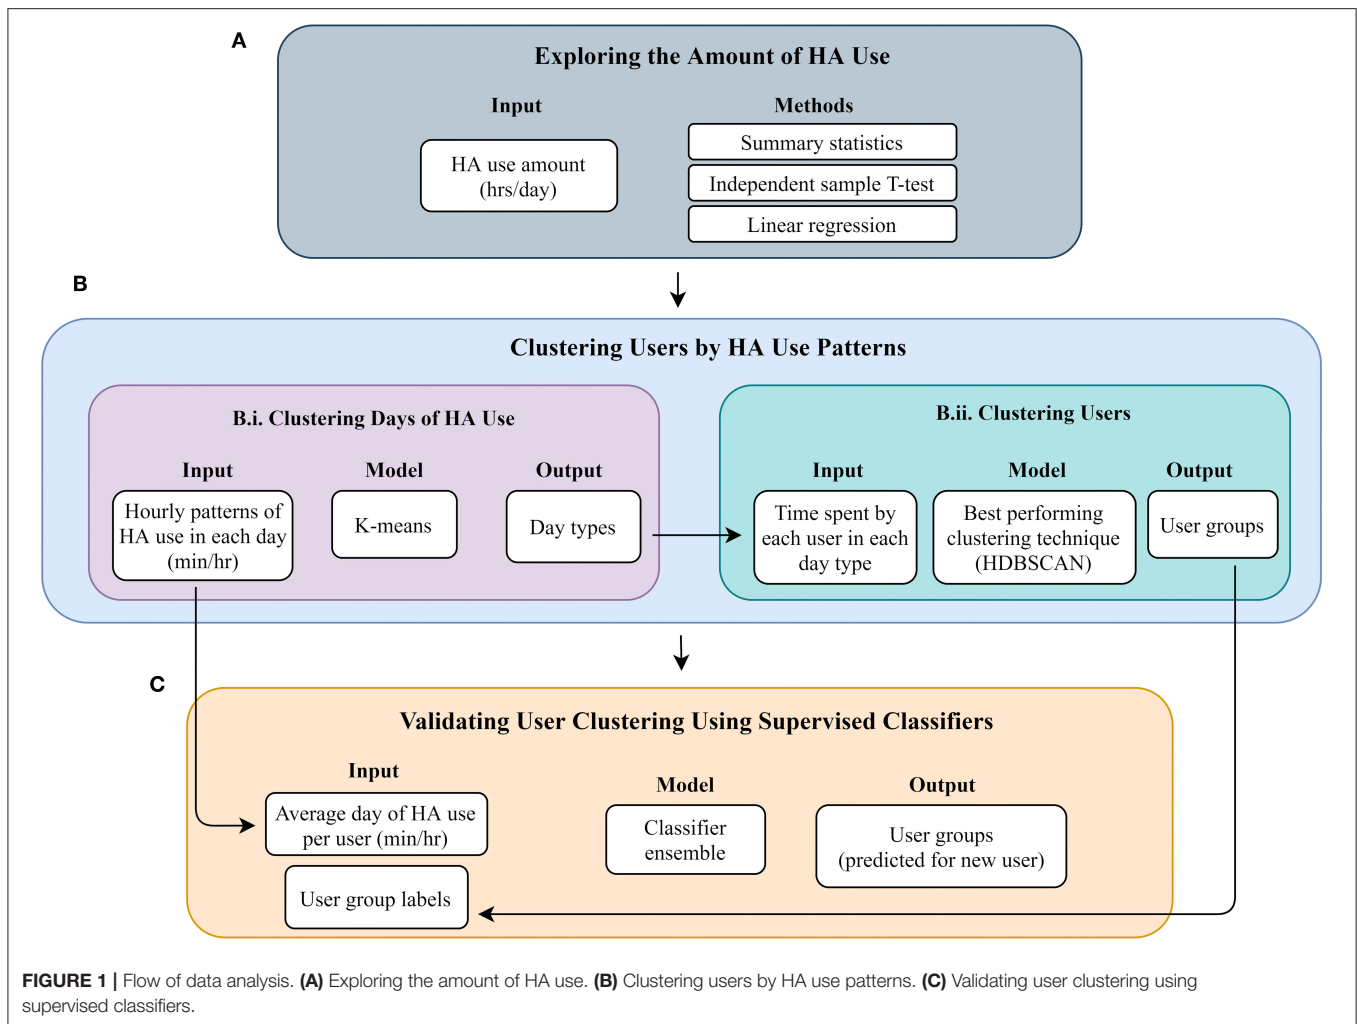 A
Exploring the Amount of HA Use
Input
HA use amount
(hrs/day)
Methods
Summary statistics
Independent sample T-test
Linear regression
B
Clustering Users by HA Use Patterns
B.i. Clustering Days of HA Use
Input
Hourly patterns of
HA use in each day
(min/hr)
Model
K-means
Output
Day types
B.ii. Clustering Users
Input
Time spent by
each user in each
day type
Model
Best performing
clustering technique
(HDBSCAN)
Output
User groups
C
Validating User Clustering Using Supervised Classifiers
Input
Average day of HA use
per user (min/hr)
User group labels
Model
Classifier
ensemble
Output
User groups
(predicted for new user)
FIGURE 1 | Flow of data analysis. (A) Exploring the amount of HA use. (B) Clustering users by HA use patterns. (C) Validating user clustering using
supervised classifiers.